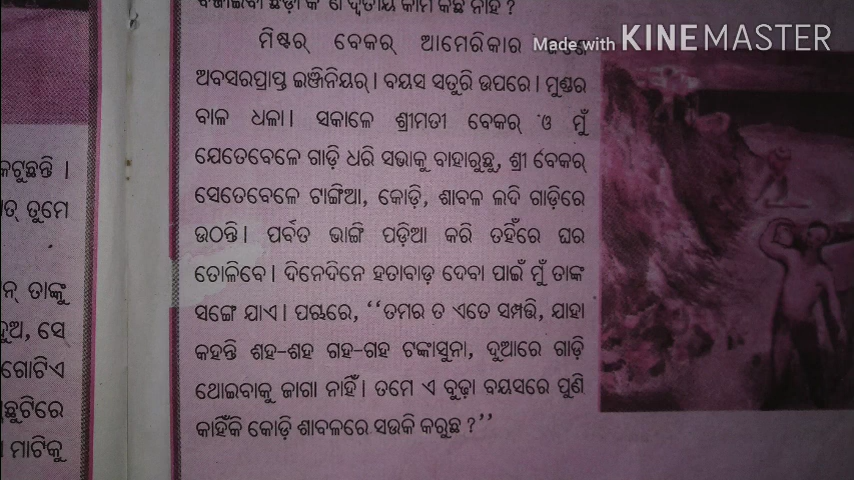 ମିଷ୍ଟର୍ ବେକର୍ ଆମେରିକାର
Made with KINEMASTER
ଅବସରପ୍ରାପ୍ତ ଇଞ୍ଜିନିୟର୍। ବୟସ ସତୁରି ଉପରେ। ମୁଣ୍ଡର
ବାଳ ଧଳା। ସକାଳେ ଶ୍ରୀମତୀ ବେକର୍ ଓ ମୁଁ
ଯେତେବେଳେ ଗାଡ଼ି ଧରି ସଭାକୁ ବାହାରୁଛୁ, ଶ୍ରୀ ବେକର୍
ସେତେବେଳେ ଟାଙ୍ଗିଆ, କୋଡ଼ି, ଶାବଳ ଲଦି ଗାଡ଼ିରେ
ଉଠନ୍ତି। ପର୍ବତ ଭାଙ୍ଗି ପଡ଼ିଆ କରି ତହିଁରେ ଘର
ତୋଳିବେ। ଦିନେଦିନେ ହତାବାଡ଼ ଦେବା ପାଇଁ ମୁଁ ତାଙ୍କ
ସଙ୍ଗେ ଯାଏ। ପଚାରେ, ‘‘ତମର ତ ଏତେ ସମ୍ପତ୍ତି, ଯାହା
କହନ୍ତି ଶହ-ଶହ ଗହ-ଗହ ଟଙ୍କାସୁନା, ଦୁଆରେ ଗାଡ଼ି
ଥୋଇବାକୁ ଜାଗା ନାହିଁ। ତମେ ଏ ବୁଢ଼ା ବୟସରେ ପୁଣି
କାହିଁକି କୋଡ଼ି ଶାବଳରେ ସଉକି କରୁଛ ?’’
କଟୁଛନ୍ତି।
ତୁମେ
ତାଙ୍କୁ
ସେ
ଗୋଟିଏ
ମାଟିକୁ